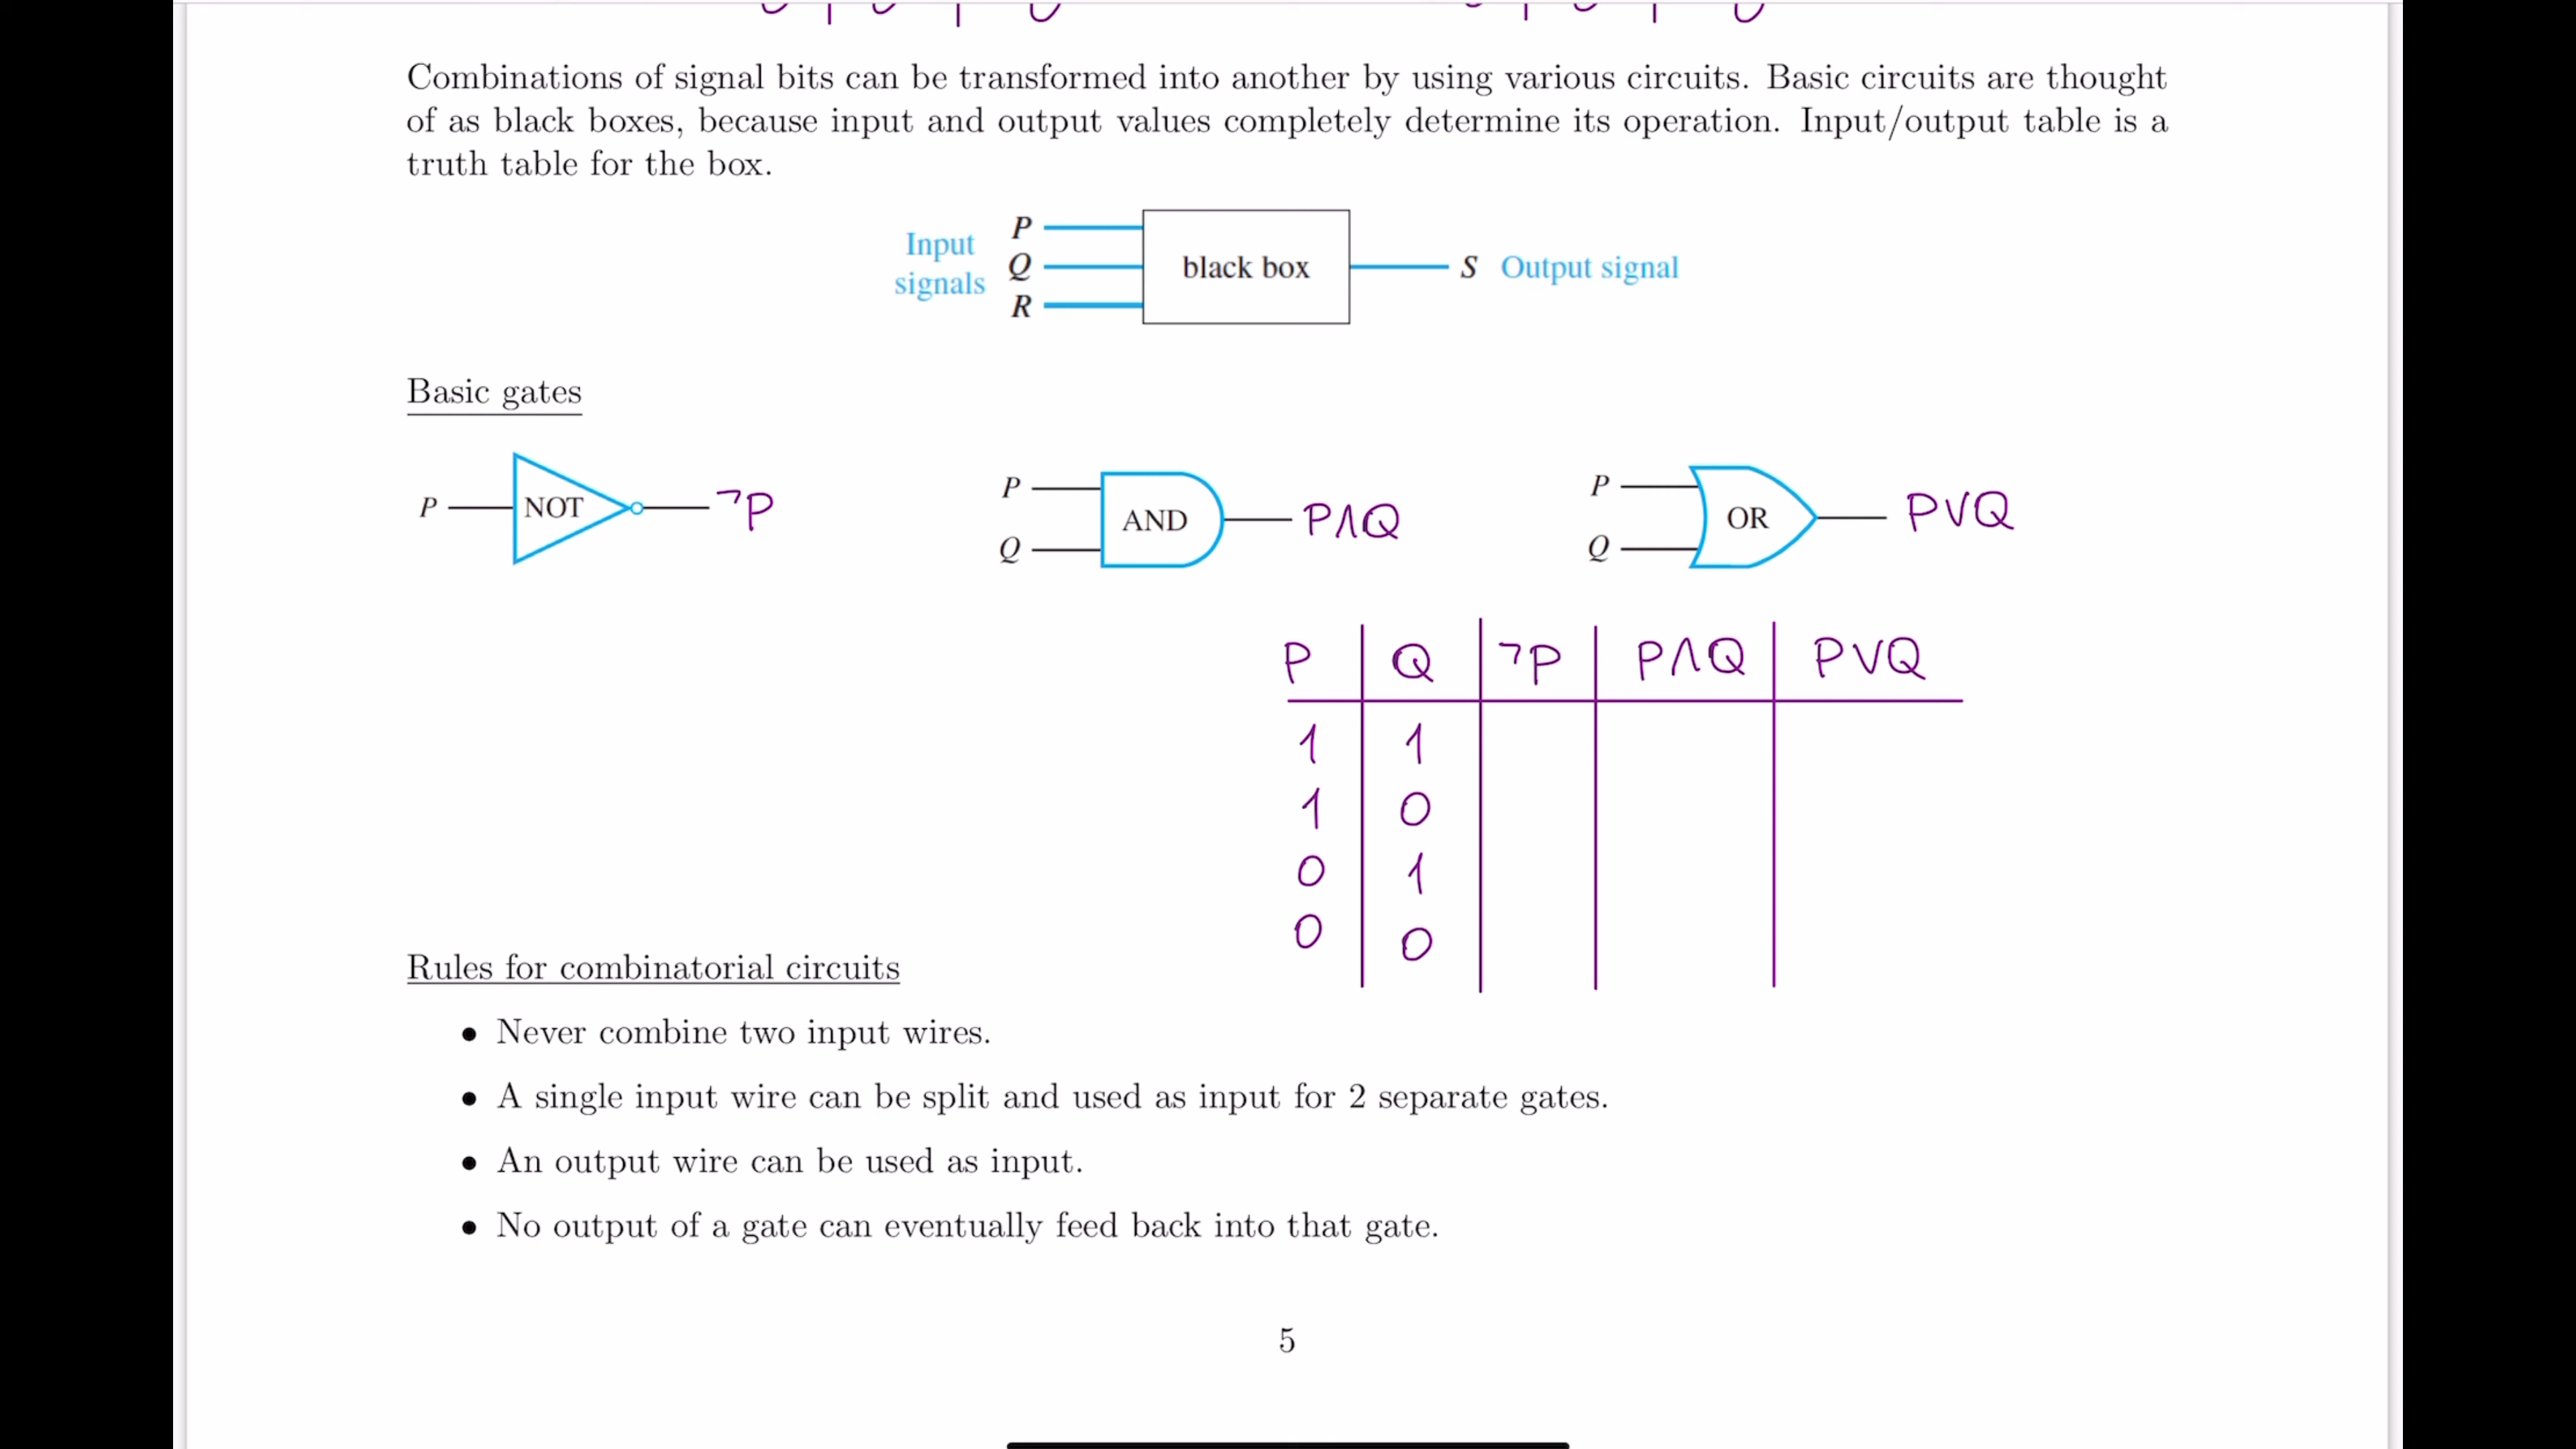 Combinations of signal bits can be transformed into another by using various circuits. Basic circuits are thought
of as black boxes, because input and output values completely determine its operation. Input/output table is a
truth table for the box.
Input signals
P
Q
R
black box
S Output signal
Basic gates
P NOT ¬P
P
Q
AND
P∧Q
P
Q
OR
P∨Q
P Q ¬P P∧Q P∨Q
1 1
1 0
0 1
0 0
Rules for combinatorial circuits
• Never combine two input wires.
• A single input wire can be split and used as input for 2 separate gates.
• An output wire can be used as input.
• No output of a gate can eventually feed back into that gate.
5